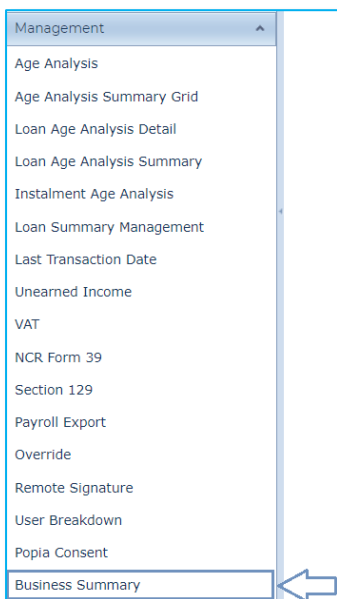 Management
Age Analysis
Age Analysis Summary Grid
Loan Age Analysis Detail
Loan Age Analysis Summary
Instalment Age Analysis
Loan Summary Management
Last Transaction Date
Unearned Income
VAT
NCR Form 39
Section 129
Payroll Export
Override
Remote Signature
User Breakdown
Popia Consent
Business Summary